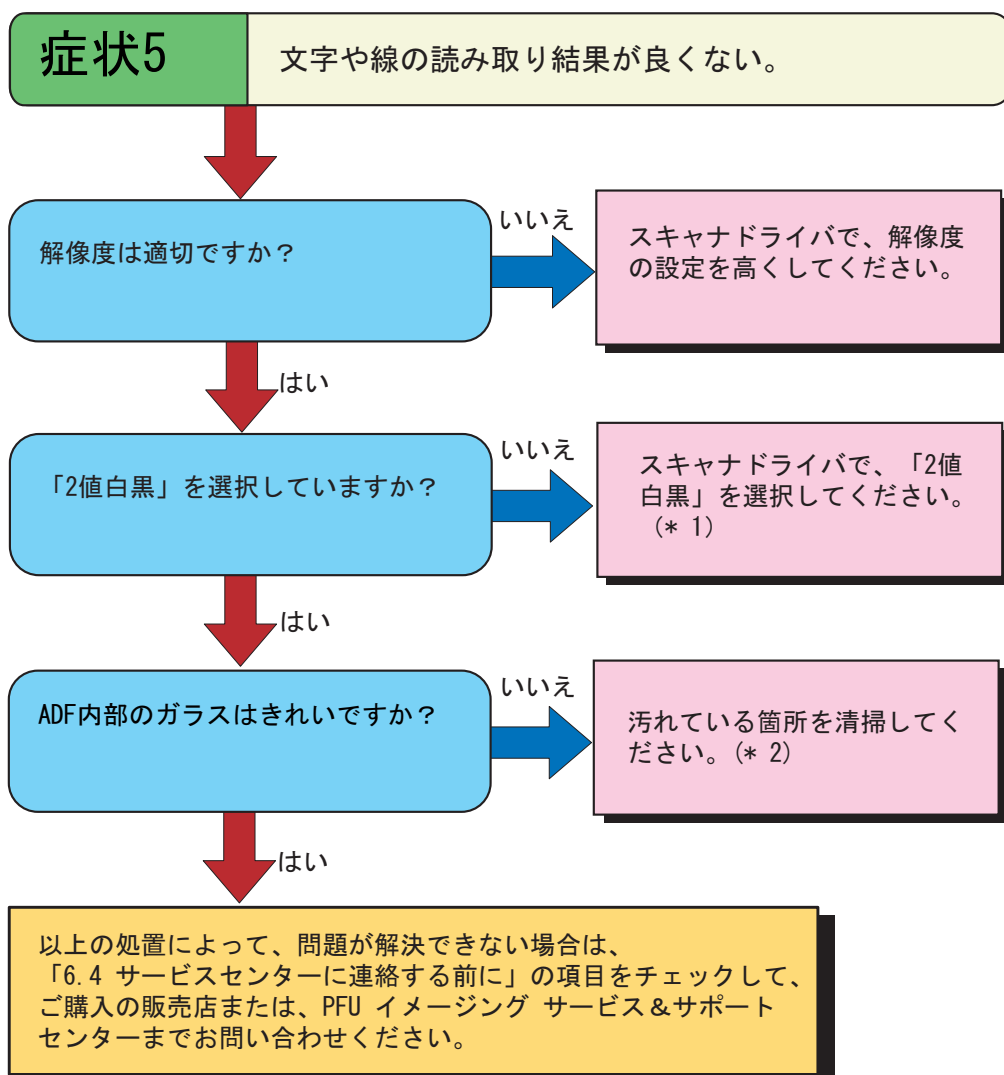 症状5
文字や線の読み取り結果が良くない。
解像度は適切ですか？
いいえ
スキャナドライバで、解像度
の設定を高くしてください。
はい
「2値白黒」を選択していますか？
いいえ
スキャナドライバで、「2値
白黒」を選択してください。
(* 1)
はい
ADF内部のガラスはきれいですか？
いいえ
汚れている箇所を清掃してく
ださい。(* 2)
はい
以上の処置によって、問題が解決できない場合は、
「6.4 サービスセンターに連絡する前に」の項目をチェックして、
ご購入の販売店または、PFU イメージング サービス＆サポート
センターまでお問い合わせください。